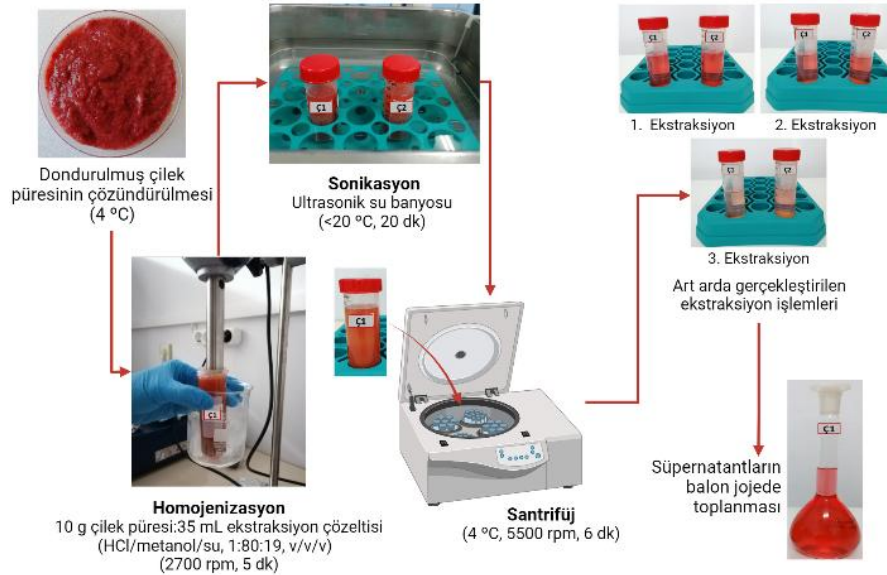 Dondurulmuş çilek
püresinin çözündürülmesi
(4 ºC)
Homojenizasyon
10 g çilek püresi:35 mL ekstraksiyon çözeltisi
(HCl/metanol/su, 1:80:19, v/v/v)
(2700 rpm, 5 dk)
Ç1
Ç1
Ç2
Sonikasyon
Ultrasonik su banyosu
(<20 ºC, 20 dk)
Ç1
Santrifüj
(4 ºC, 5500 rpm, 6 dk)
Ç1
Ç2
1. Ekstraksiyon
Ç1
Ç2
2. Ekstraksiyon
Ç1
Ç2
3. Ekstraksiyon
Art arda gerçekleştirilen
ekstraksiyon işlemleri
Süpernatantların
balon jojede
toplanması
Ç1